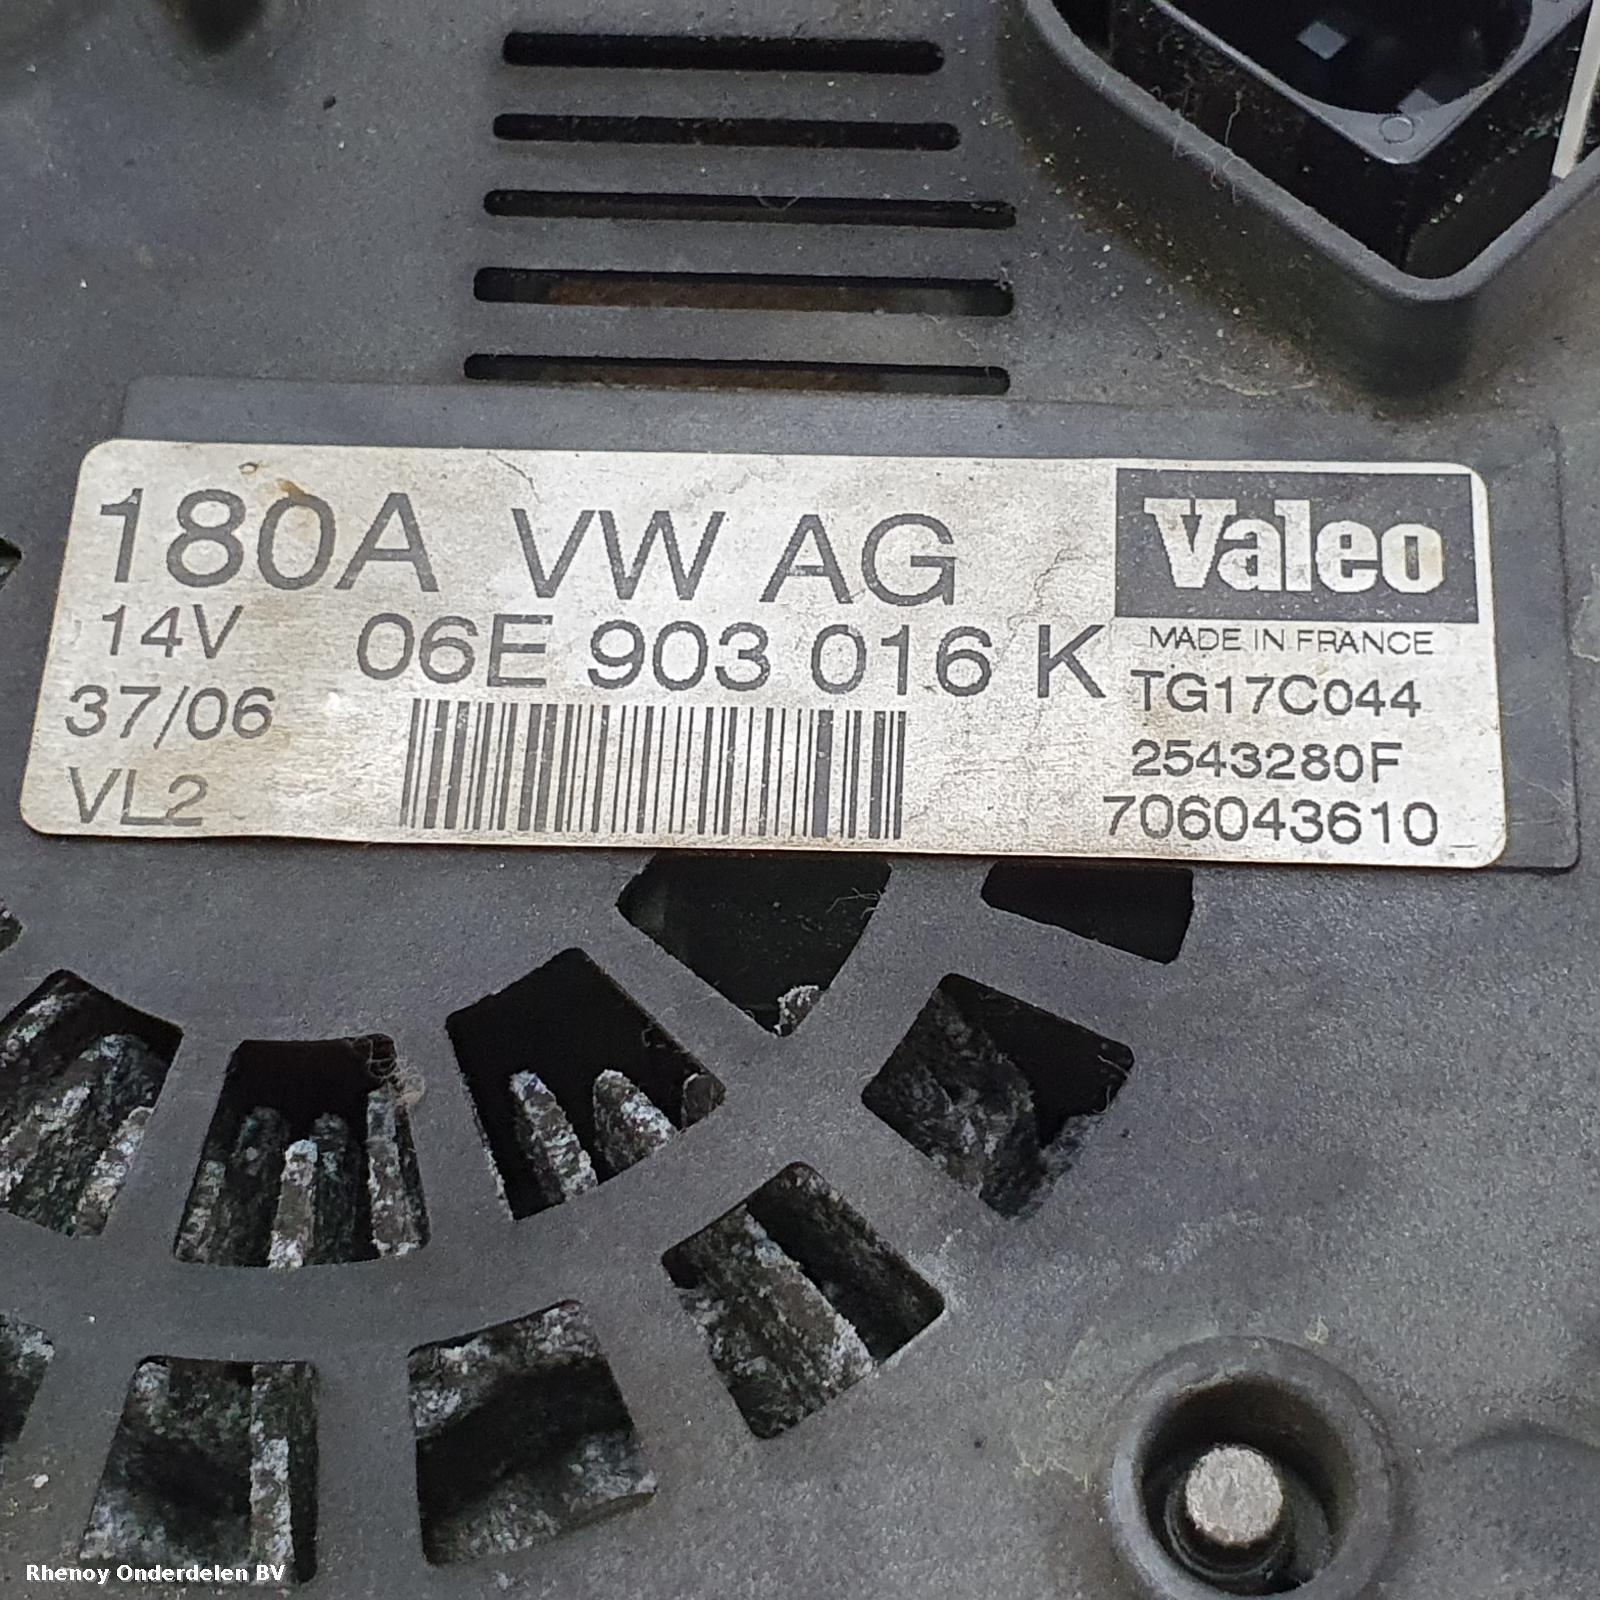 180A VW AG
Valeo
14V
06E 903 016 K
MADE IN FRANCE
37/06
TG17C044
VL2
2543280F
706043610
Rhenoy Onderdelen BV